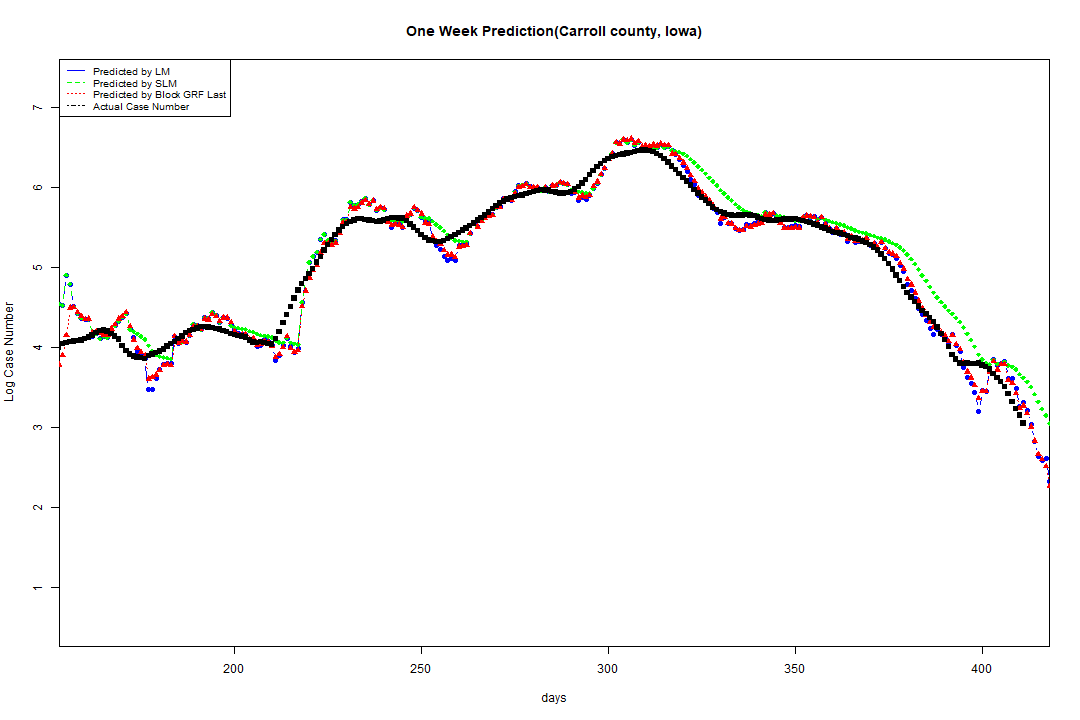 One Week Prediction(Carroll county, Iowa)
Predicted by LM
Predicted by SLM
Predicted by Block GRF Last
Actual Case Number
7
6
5
4
3
2
1
Log Case Number
200 250 300 350 400
days